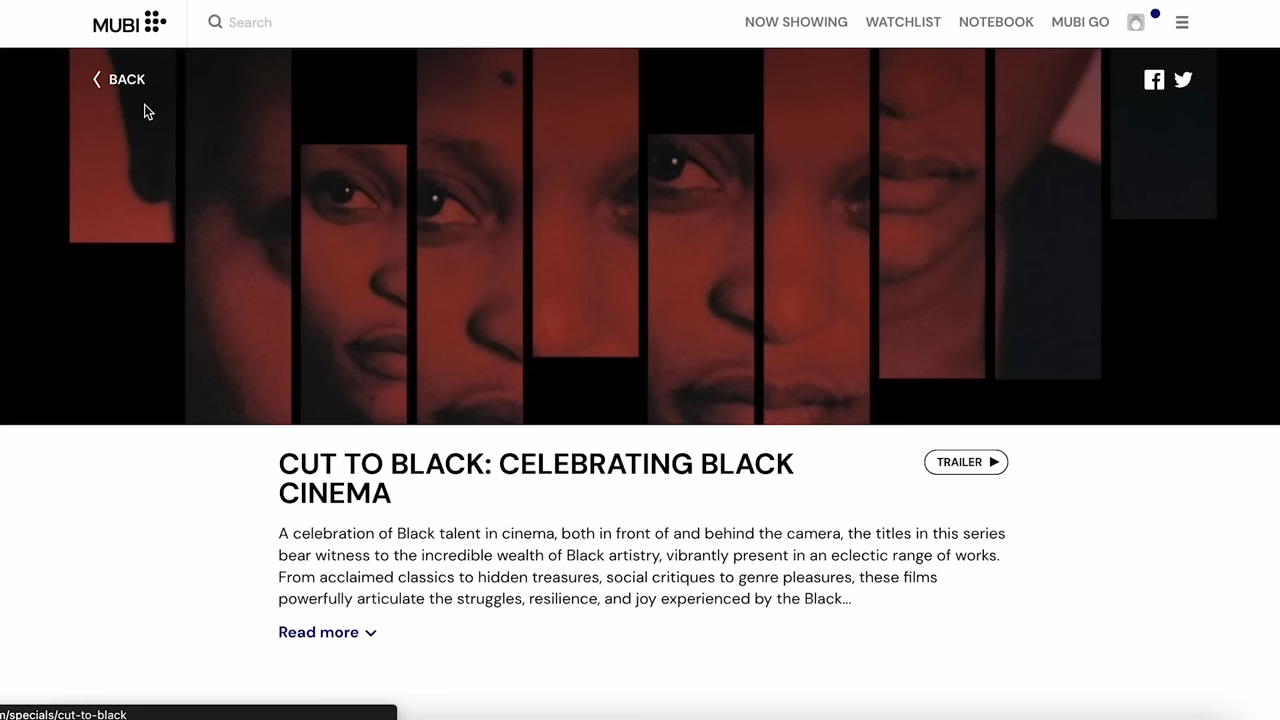 MUBI
Search
NOW SHOWING
WATCHLIST
NOTEBOOK
MUBI GO
BACK
CUT TO BLACK: CELEBRATING BLACK
CINEMA
TRAILER
A celebration of Black talent in cinema, both in front of and behind the camera, the titles in this series
bear witness to the incredible wealth of Black artistry, vibrantly present in an eclectic range of works.
From acclaimed classics to hidden treasures, social critiques to genre pleasures, these films
powerfully articulate the struggles, resilience, and joy experienced by the Black...
Read more
m/specials/cut-to-black